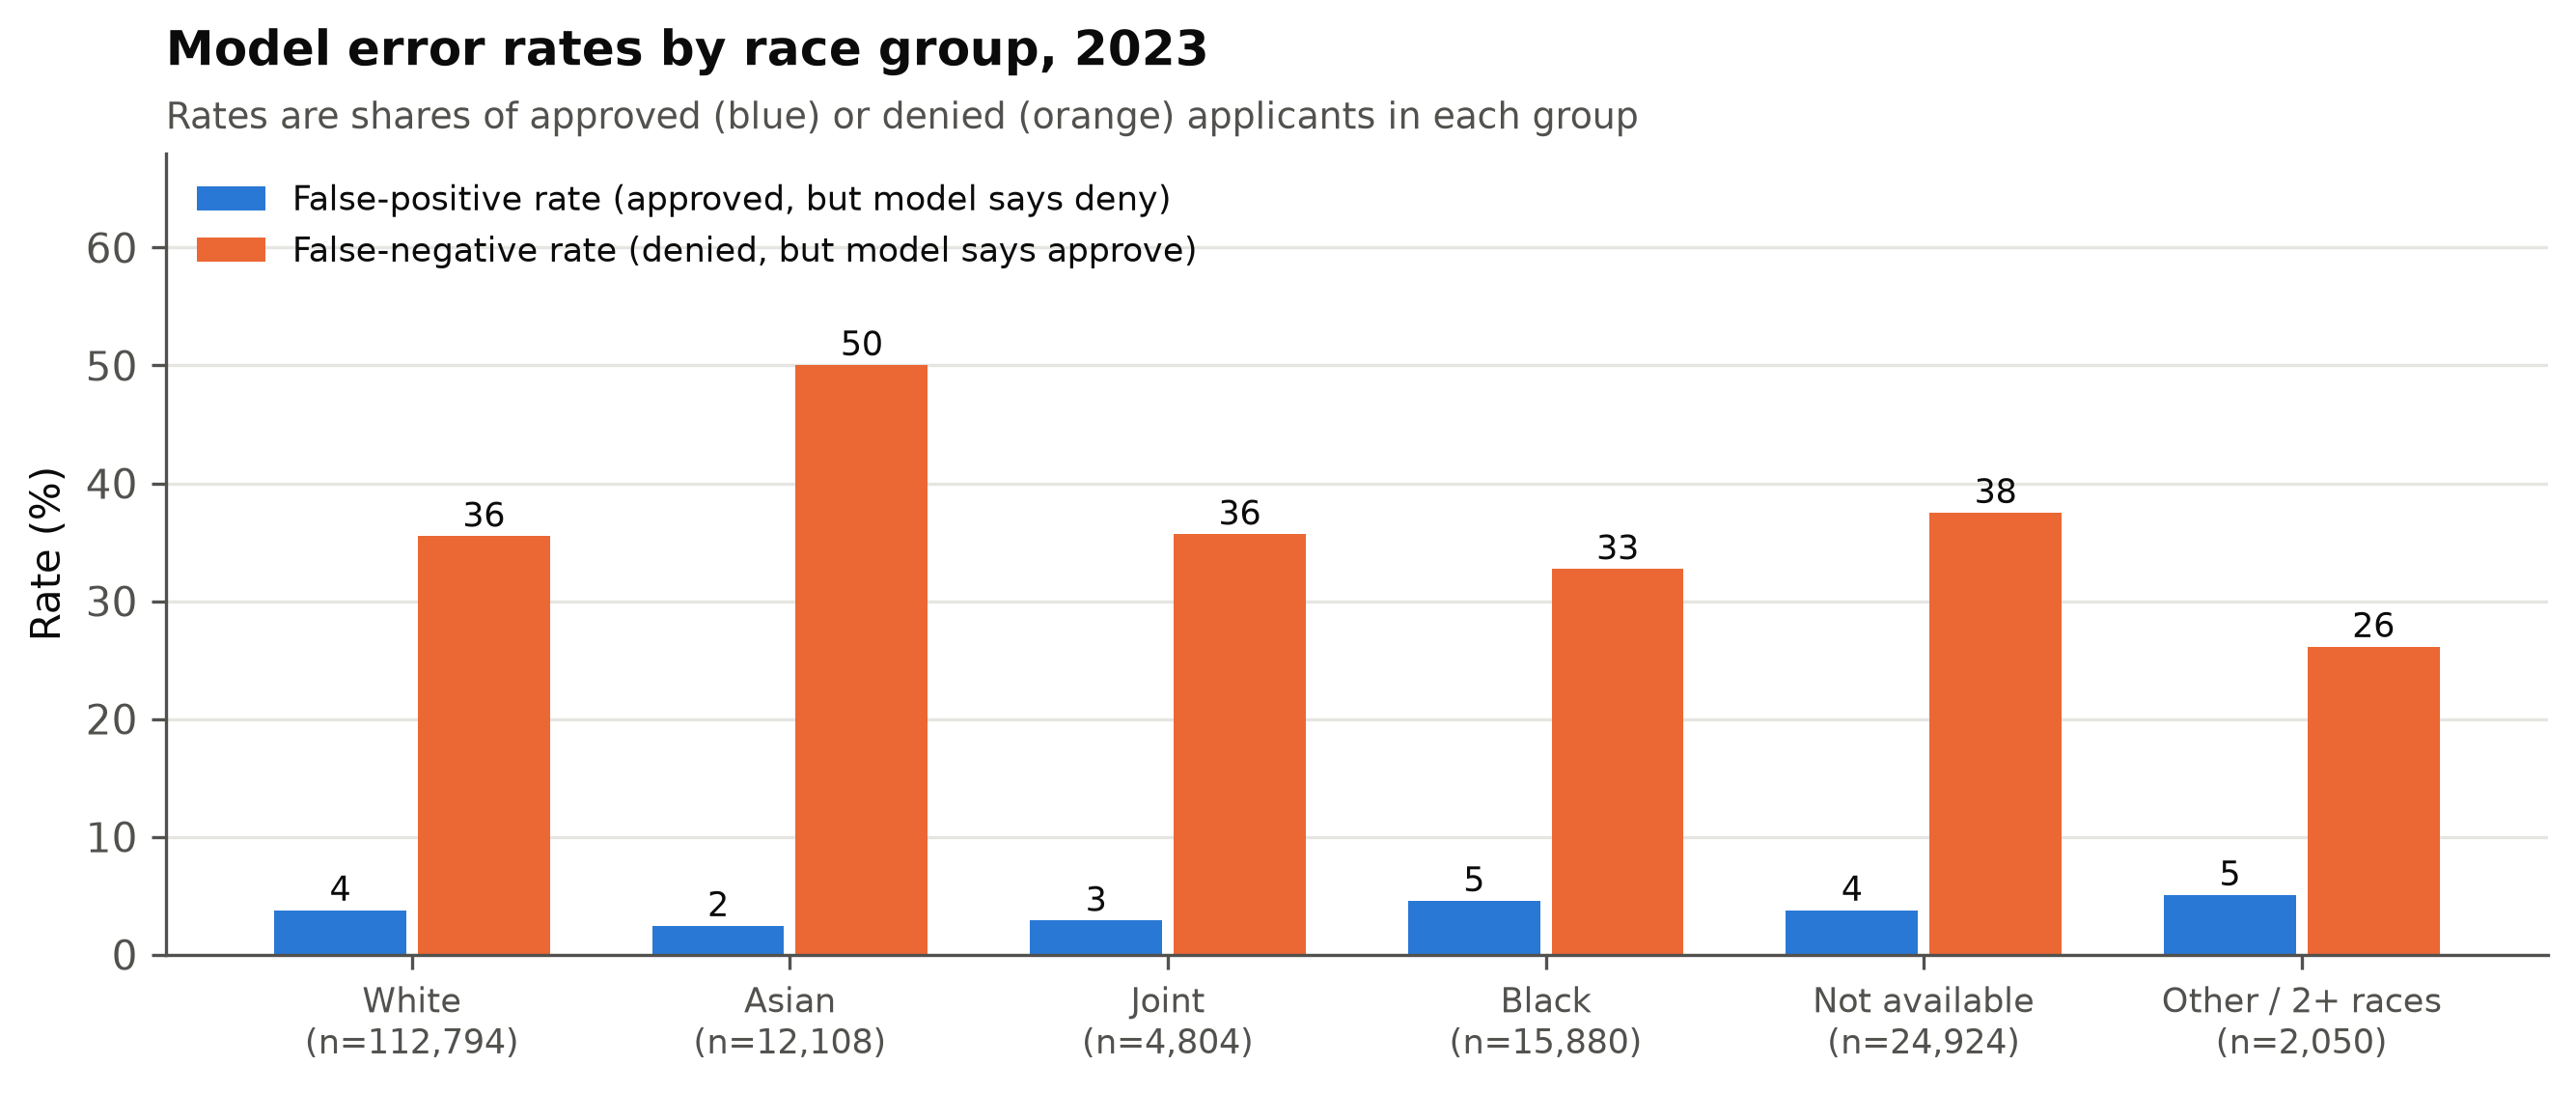 Model error rates by race group, 2023
Rates are shares of approved (blue) or denied (orange) applicants in each group
False-positive rate (approved, but model says deny)
False-negative rate (denied, but model says approve)
Rate (%)
60
50
40
30
20
10
0
4
36
2
50
3
36
5
33
4
38
5
26
White
(n=112,794)
Asian
(n=12,108)
Joint
(n=4,804)
Black
(n=15,880)
Not available
(n=24,924)
Other / 2+ races
(n=2,050)